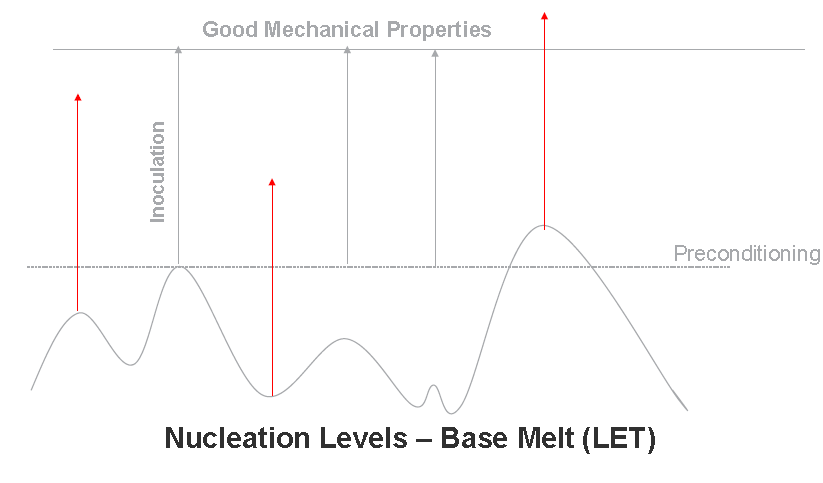 Good Mechanical Properties
Inoculation
Preconditioning
Nucleation Levels – Base Melt (LET)